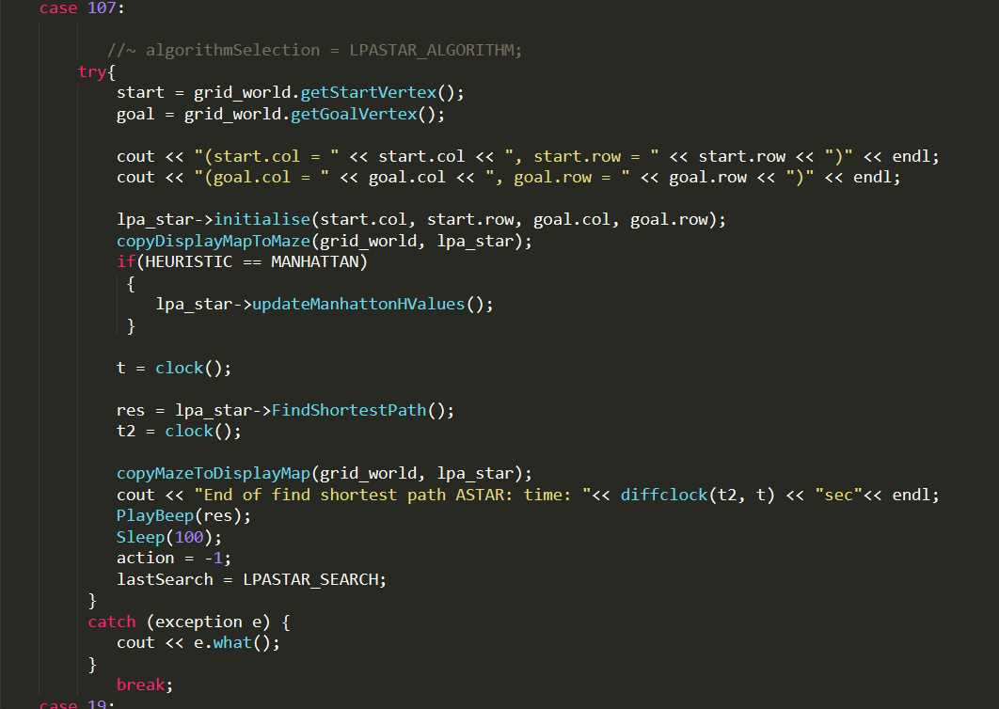 case 107:
//~ algorithmSelection = LPASTAR_ALGORITHM;
try{
start = grid_world.getStartVertex();
goal = grid_world.getGoalVertex();
cout << "(start.col = " << start.col << ", start.row = " << start.row << ")" << endl;
cout << "(goal.col = " << goal.col << ", goal.row = " << goal.row << ")" << endl;
lpa_star->initialise(start.col, start.row, goal.col, goal.row);
copyDisplayMapToMaze(grid_world, lpa_star);
if(HEURISTIC == MANHATTAN)
{
lpa_star->updateManhattonHValues();
}
t = clock();
res = lpa_star->FindShortestPath();
t2 = clock();
copyMazeToDisplayMap(grid_world, lpa_star);
cout << "End of find shortest path ASTAR: time: "<< diffclock(t2, t) << "sec"<< endl;
PlayBeep(res);
Sleep(100);
action = -1;
lastSearch = LPASTAR_SEARCH;
}
catch (exception e) {
cout << e.what();
}
break;
case 19: